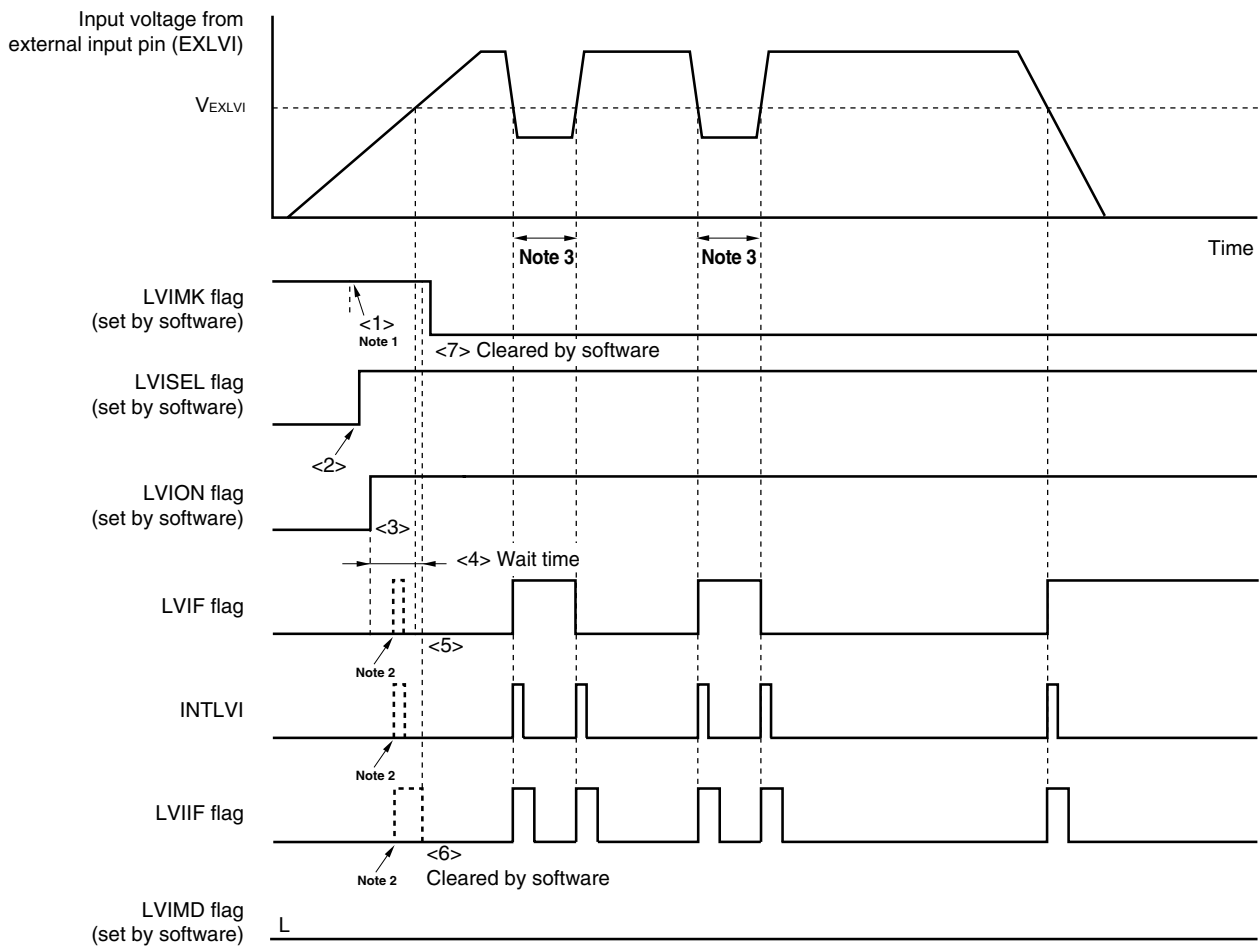 Input voltage from
external input pin (EXLVI)
VEXLVI
Time
Note 3
Note 3
LVIMK flag
(set by software)
<1>
Note 1
<7> Cleared by software
LVISEL flag
(set by software)
<2>
LVION flag
(set by software)
<3>
<4> Wait time
LVIF flag
<5>
Note 2
INTLVI
Note 2
LVIIF flag
<6>
Note 2
Cleared by software
LVIMD flag
(set by software)
L